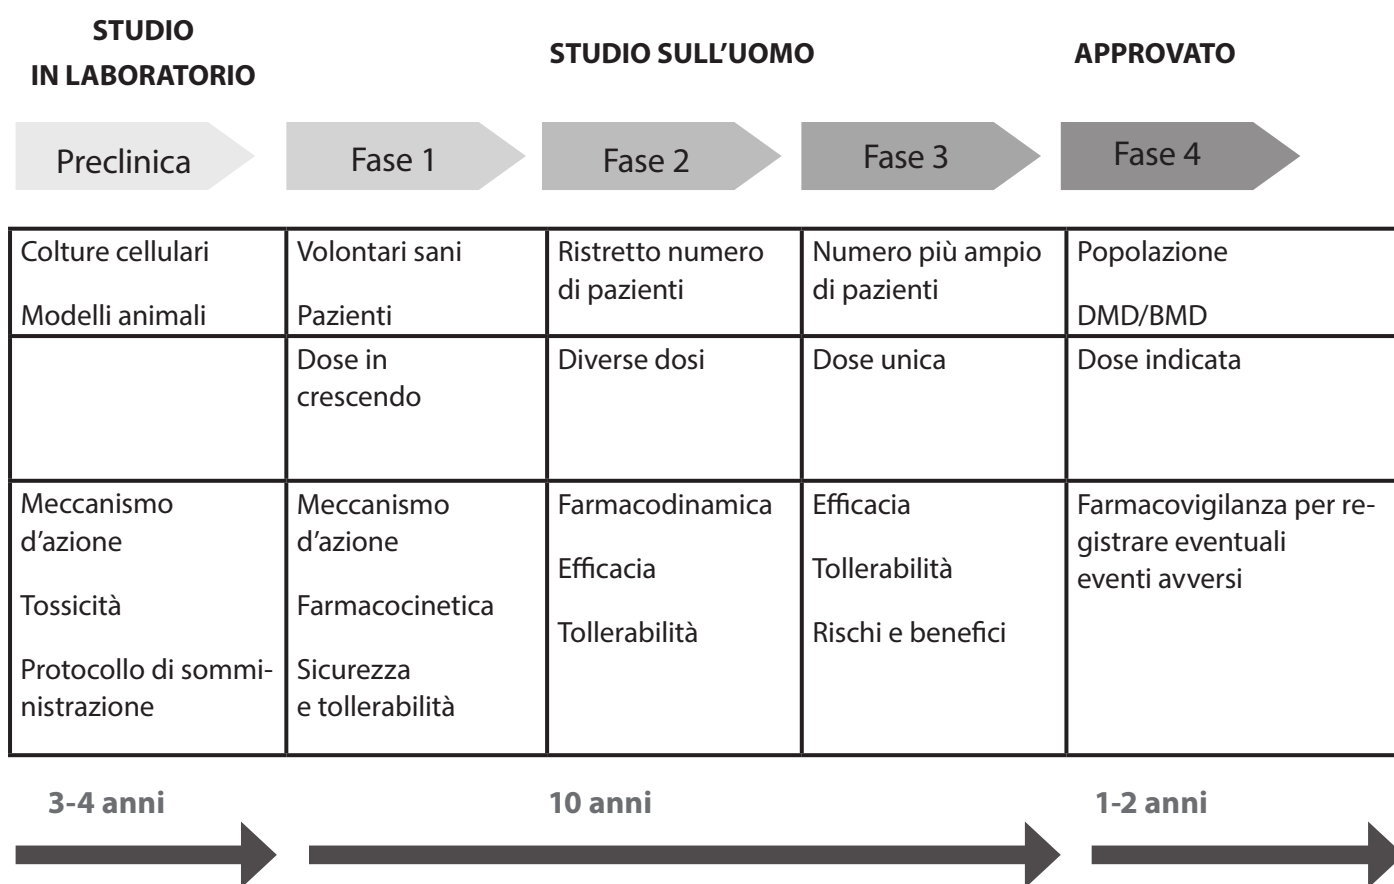 STUDIO
IN LABORATORIO
STUDIO SULL’UOMO
APPROVATO
Preclinica
Fase 1
Fase 2
Fase 3
Fase 4
Colture cellulari
Modelli animali
Volontari sani
Pazienti
Ristretto numero
di pazienti
Numero più ampio
di pazienti
Popolazione
DMD/BMD
Dose in
crescendo
Diverse dosi
Dose unica
Dose indicata
Meccanismo
d’azione
Tossicità
Protocollo di sommi-
nistrazione
Meccanismo
d’azione
Farmacocinetica
Sicurezza
e tollerabilità
Farmacodinamica
Efficacia
Tollerabilità
Efficacia
Tollerabilità
Rischi e benefici
Farmacovigilanza per re-
gistrare eventuali
eventi avversi
3-4 anni
10 anni
1-2 anni